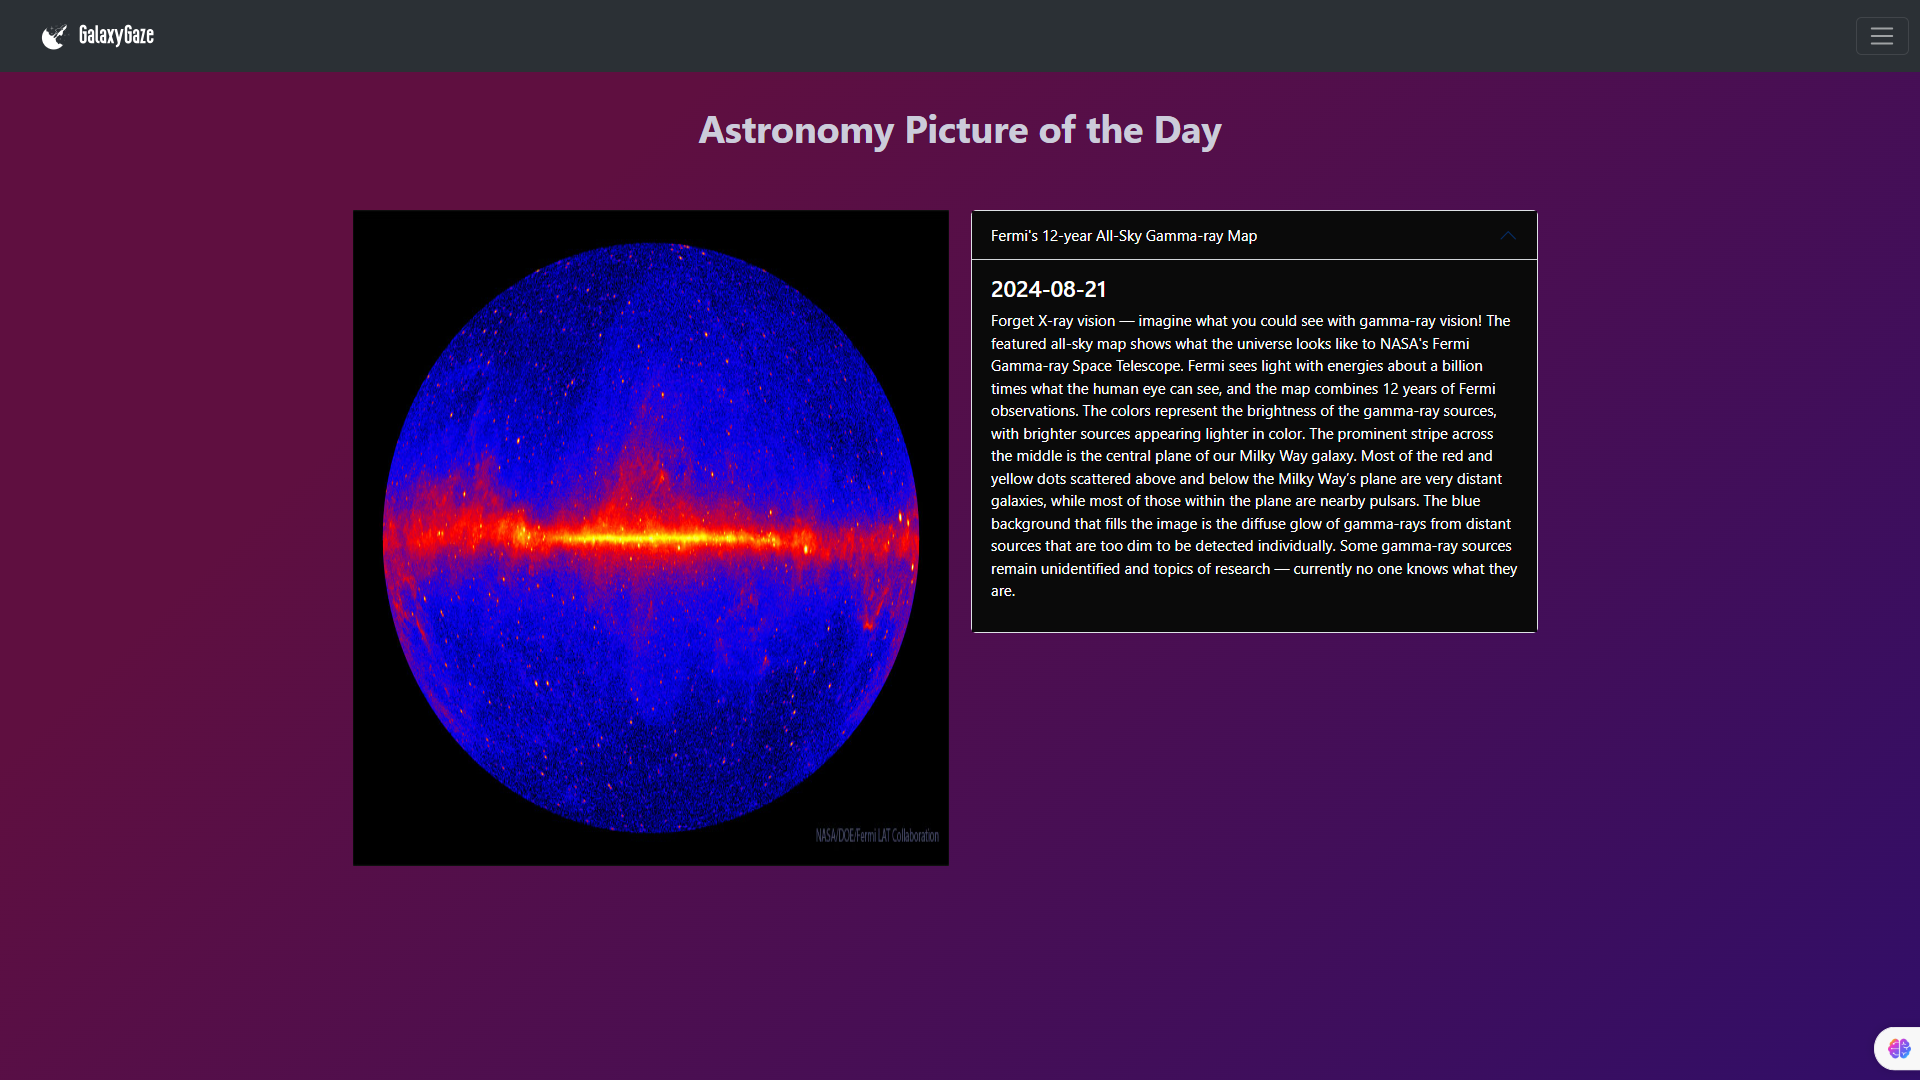 GalaxyGaze
Astronomy Picture of the Day
Fermi's 12-year All-Sky Gamma-ray Map
2024-08-21
Forget X-ray vision — imagine what you could see with gamma-ray vision! The
featured all-sky map shows what the universe looks like to NASA's Fermi
Gamma-ray Space Telescope. Fermi sees light with energies about a billion
times what the human eye can see, and the map combines 12 years of Fermi
observations. The colors represent the brightness of the gamma-ray sources,
with brighter sources appearing lighter in color. The prominent stripe across
the middle is the central plane of our Milky Way galaxy. Most of the red and
yellow dots scattered above and below the Milky Way’s plane are very distant
galaxies, while most of those within the plane are nearby pulsars. The blue
background that fills the image is the diffuse glow of gamma-rays from distant
sources that are too dim to be detected individually. Some gamma-ray sources
remain unidentified and topics of research — currently no one knows what they
are.
NASA/DOE/Fermi LAT Collaboration